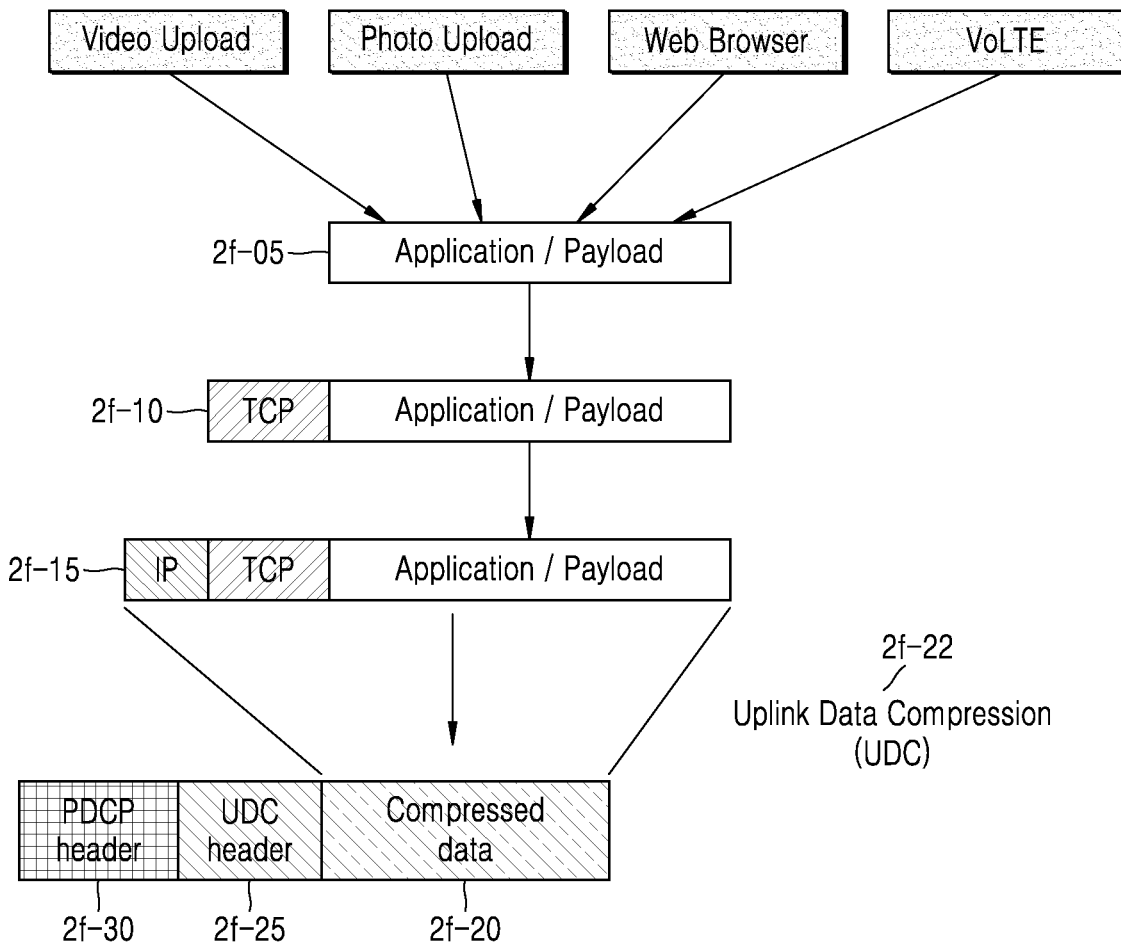 Video Upload
Photo Upload
Web Browser
VoLTE
2f-05
Application / Payload
2f-10
TCP
Application / Payload
2f-15
IP
TCP
Application / Payload
2f-22
Uplink Data Compression
(UDC)
PDCP
header
UDC
header
Compressed
data
2f-30
2f-25
2f-20